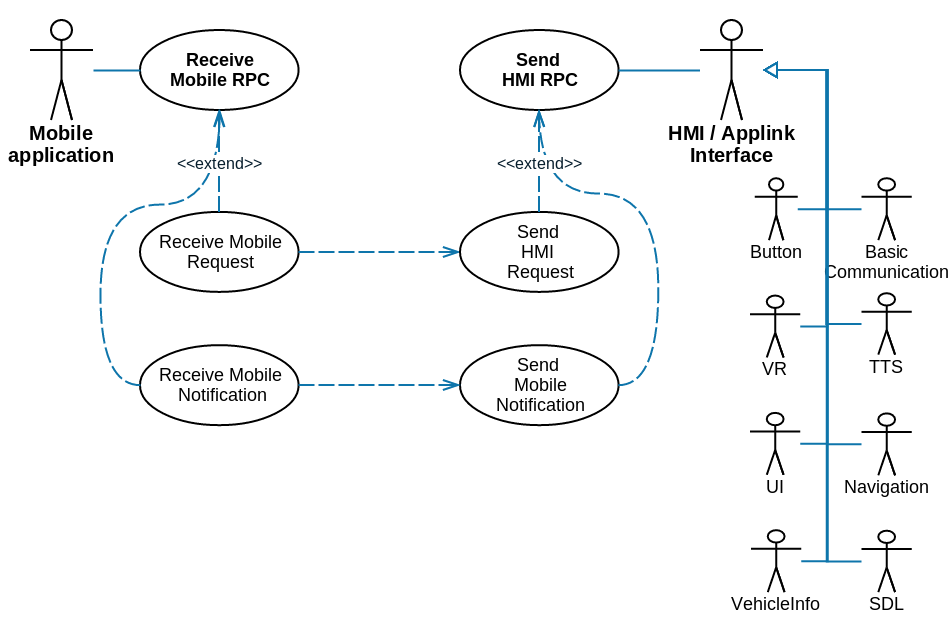 Receive
Mobile RPC
Send
HMI RPC
Mobile
application
HMI / Applink
Interface
<<extend>>
<<extend>>
Receive Mobile
Request
Send
HMI
Request
Button
Basic
Communication
Receive Mobile
Notification
Send
Mobile
Notification
VR
TTS
UI
Navigation
VehicleInfo
SDL